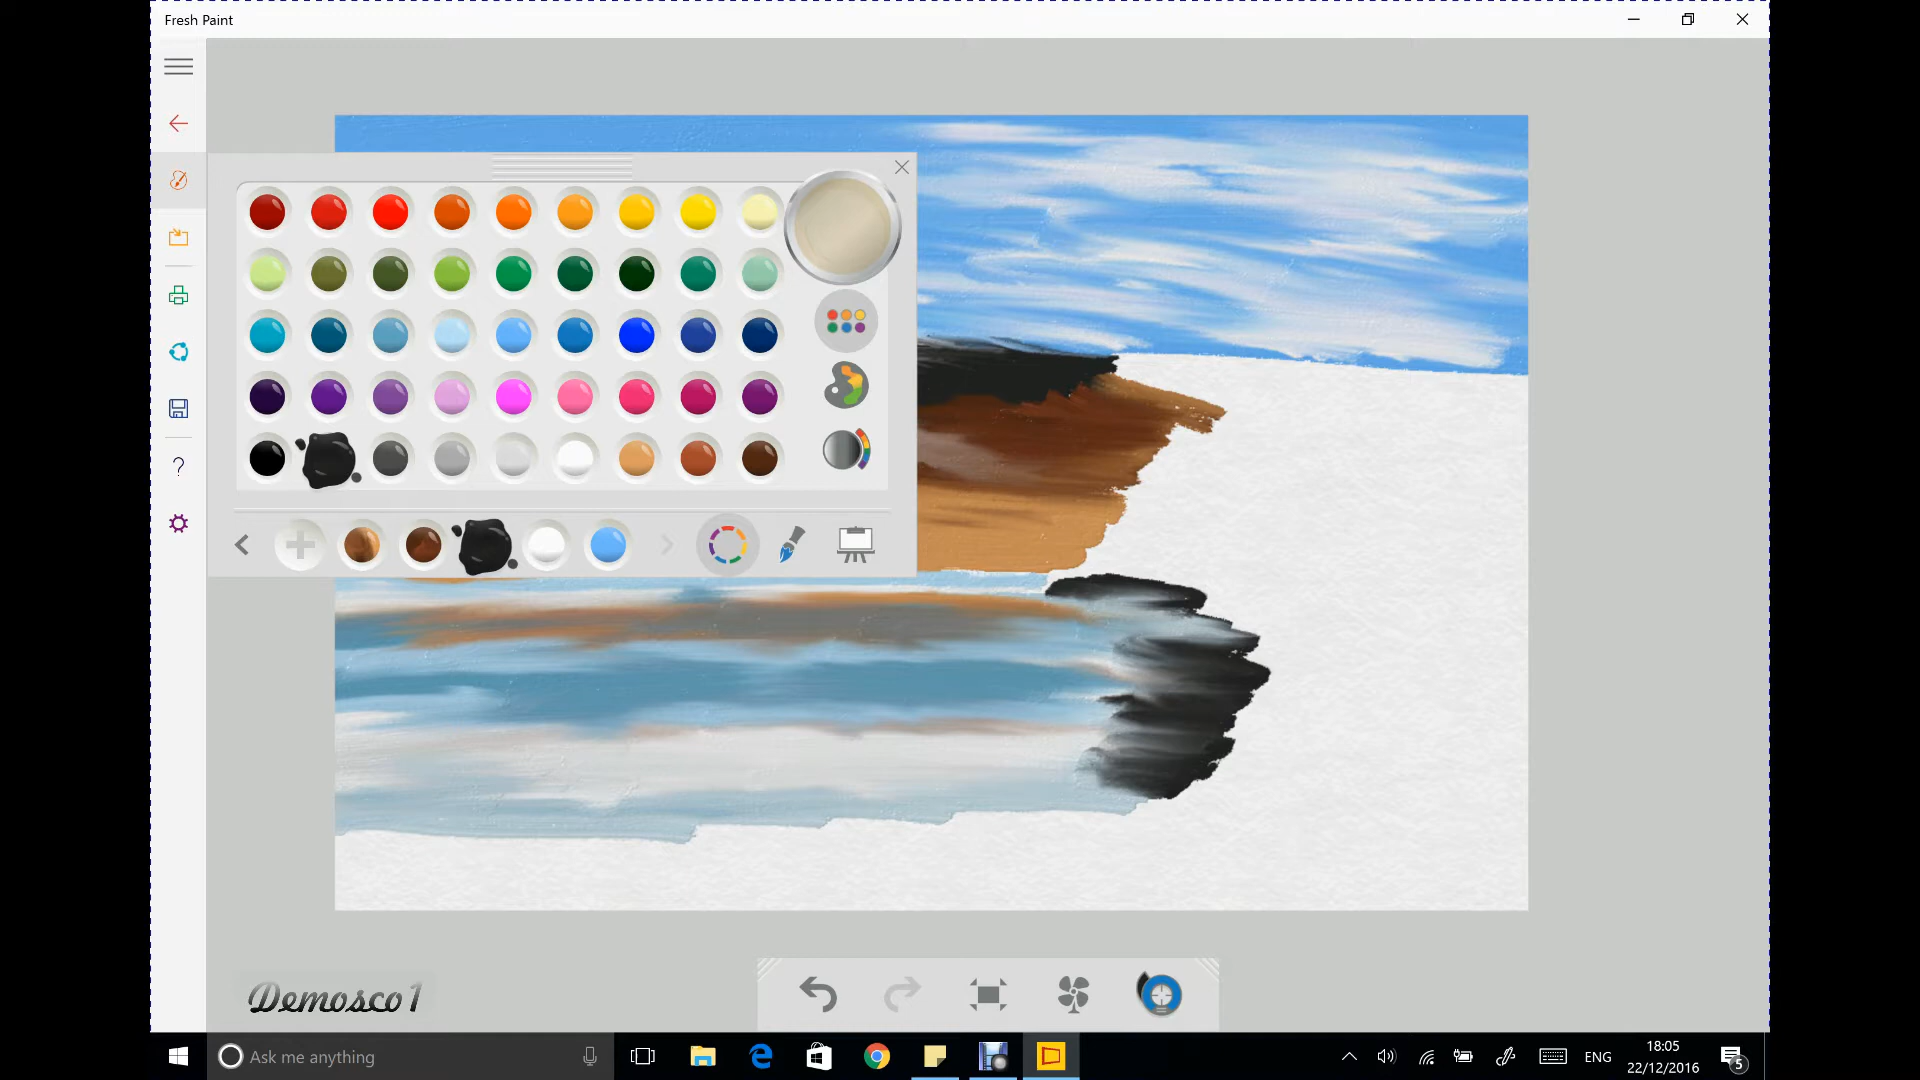 Fresh Paint
?
Demosco1
Ask me anything
ENG
18:05
22/12/2016
5